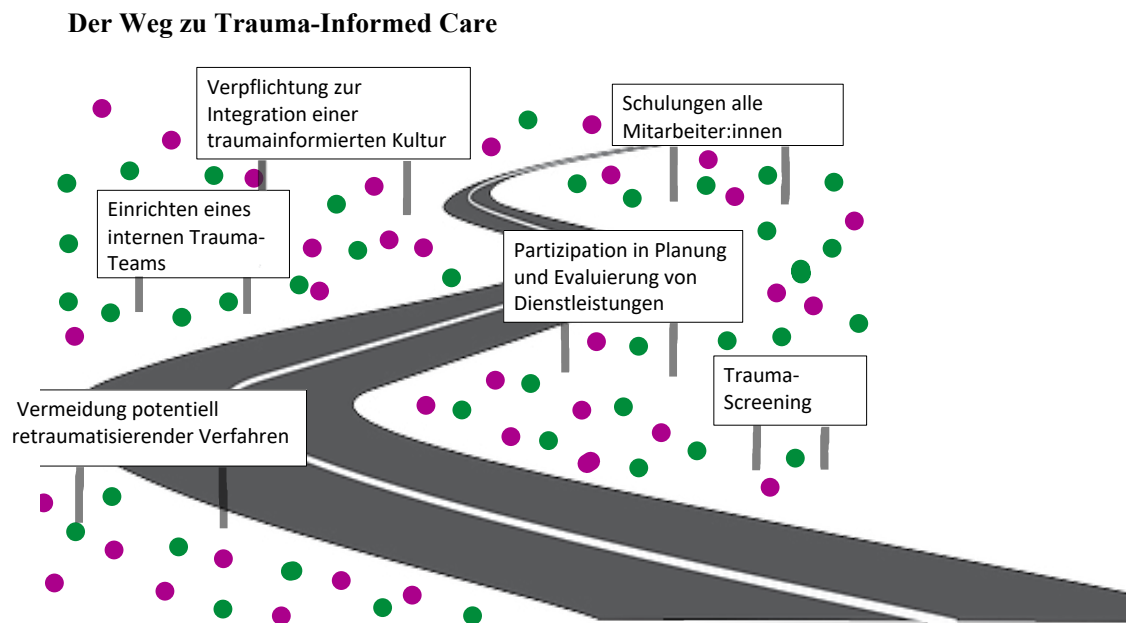 Der Weg zu Trauma-Informed Care
Verpflichtung zur
Integration einer
traumainformierten Kultur
Schulungen alle
Mitarbeiter:innen
Einrichten eines
internen Trauma-
Teams
Partizipation in Planung
und Evaluierung von
Dienstleistungen
Trauma-
Screening
Vermeidung potentiell
retraumatisierender Verfahren